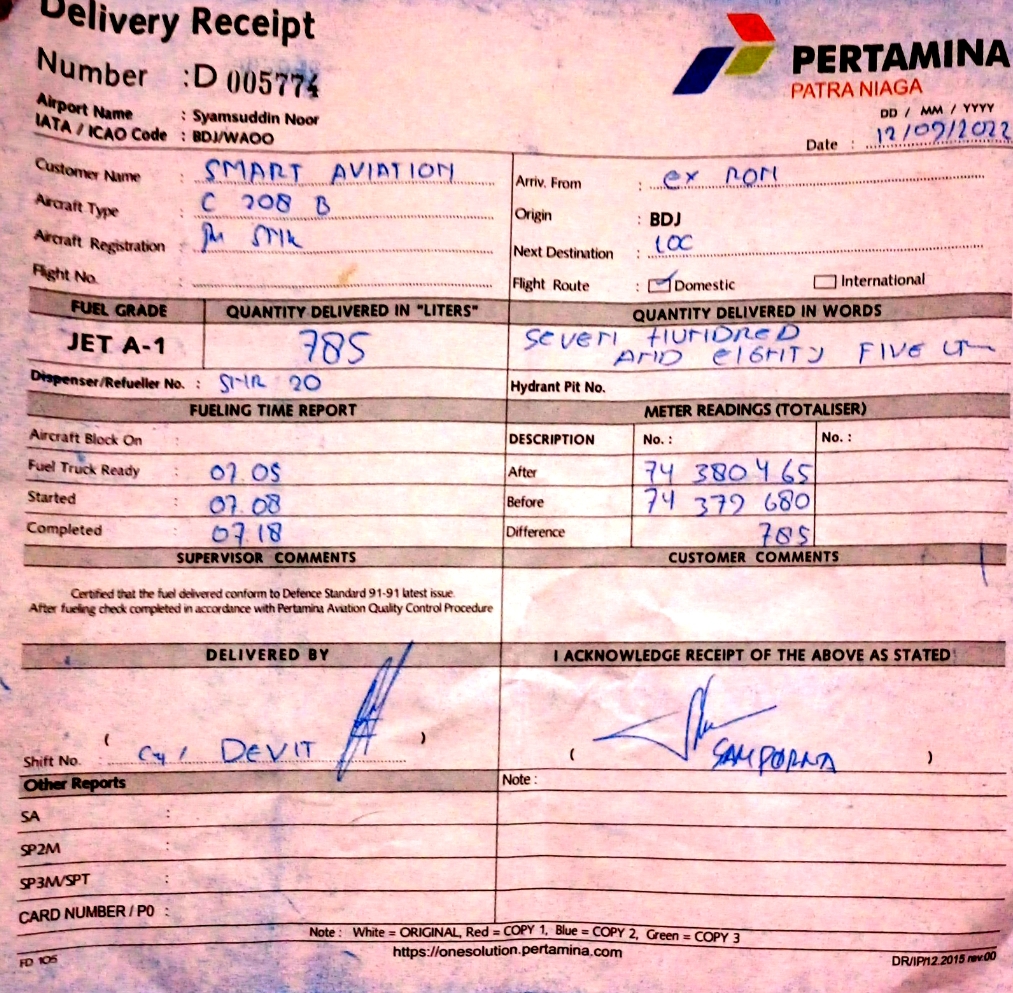 Delivery Receipt
Number : D 005774
Airport Name : Syamsuddin Noor
IATA / ICAO Code : BDJ/WAOO
PERTAMINA
PATRA NIAGA
DD / MM / YYYY
Date : 12/09/2022
Customer Name : SMART AVIATION
Aircraft Type : C 208 B
Aircraft Registration :
Flight No. :
Arriv. From : ex ROM
Origin : BDJ
Next Destination : LOC
Flight Route : Domestic International
FUEL GRADE QUANTITY DELIVERED IN "LITERS" QUANTITY DELIVERED IN WORDS
JET A-1 785 SEVEN HUNDRED
AND EIGHTY FIVE
Dispenser/Refueller No. : 20 Hydrant Pit No.
FUELING TIME REPORT METER READINGS (TOTALISER)
Aircraft Block On : DESCRIPTION No. : No. :
Fuel Truck Ready : 07.05 After 74 380 465
Started : 07.08 Before 74 379 680
Completed : 07.18 Difference 785
SUPERVISOR COMMENTS CUSTOMER COMMENTS
Certified that the fuel delivered conform to Defence Standard 91-91 latest issue.
After fueling check completed in accordance with Pertamina Aviation Quality Control Procedure
DELIVERED BY I ACKNOWLEDGE RECEIPT OF THE ABOVE AS STATED
( ) ( SAMPORNA )
Shift No. : DEVIT
Other Reports Note :
SA :
SP2M :
SP3M/SPT :
CARD NUMBER / P0 :
Note : White = ORIGINAL, Red = COPY 1, Blue = COPY 2, Green = COPY 3
https://onesolution.pertamina.com
FD 105 DR/IP/12.2015 rev.00